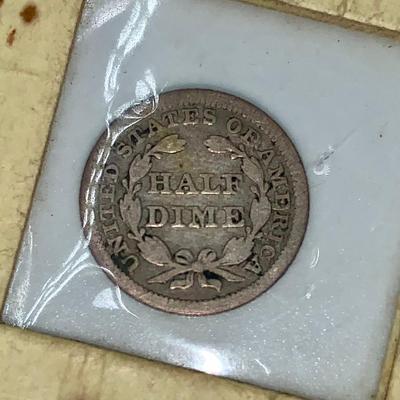 UNITED STATES OF AMERICA
HALF
DIME